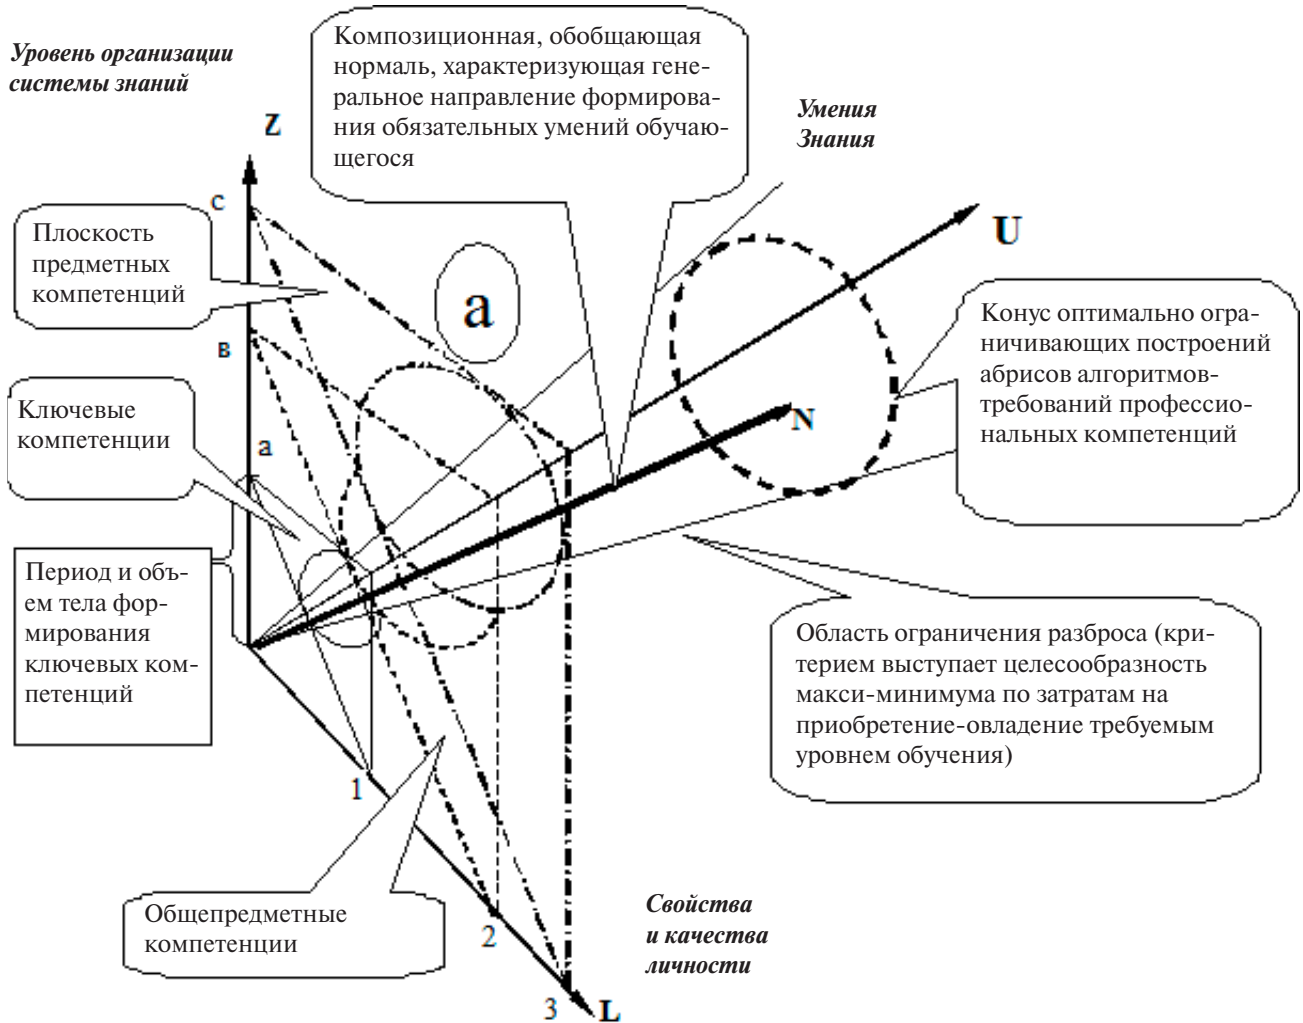 Уровень организации
системы знаний
Композиционная, обобщающая
нормаль, характеризующая гене-
ральное направление формирова-
ния обязательных умений обучаю-
щегося
Умения
Знания
Z
c
U
Плоскость
предметных
компетенций
a
в
Конус оптимально огра-
ничивающих построений
абрисов алгоритмов-
требований профессио-
нальных компетенций
N
Ключевые
компетенции
a
Период и объ-
ем тела фор-
мирования
ключевых ком-
петенций
Область ограничения разброса (кри-
терием выступает целесообразность
макси-минимума по затратам на
приобретение-овладение требуемым
уровнем обучения)
1
Общепредметные
компетенции
2
Свойства
и качества
личности
3
L